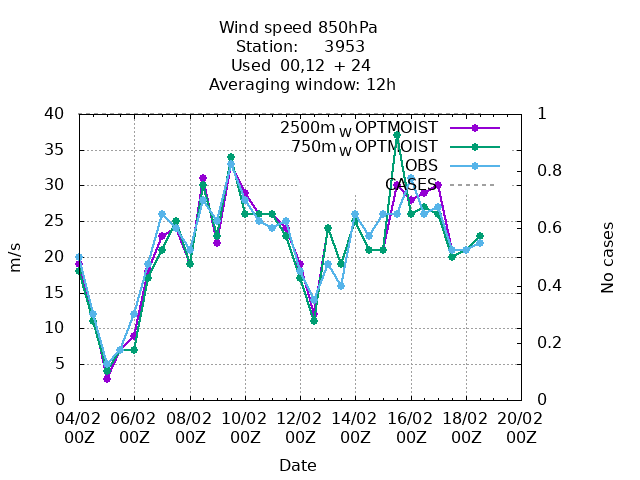 Wind speed 850hPa
Station: 3953
Used 00,12 + 24
Averaging window: 12h
40 1
2500m W OPTMOIST
35 750m W OPTMOIST
OBS 0.8
30 CASES
25 0.6
m/s 20 No cases
15 0.4
10
5 0.2
0 0
04/02 06/02 08/02 10/02 12/02 14/02 16/02 18/02 20/02
00Z 00Z 00Z 00Z 00Z 00Z 00Z 00Z 00Z
Date